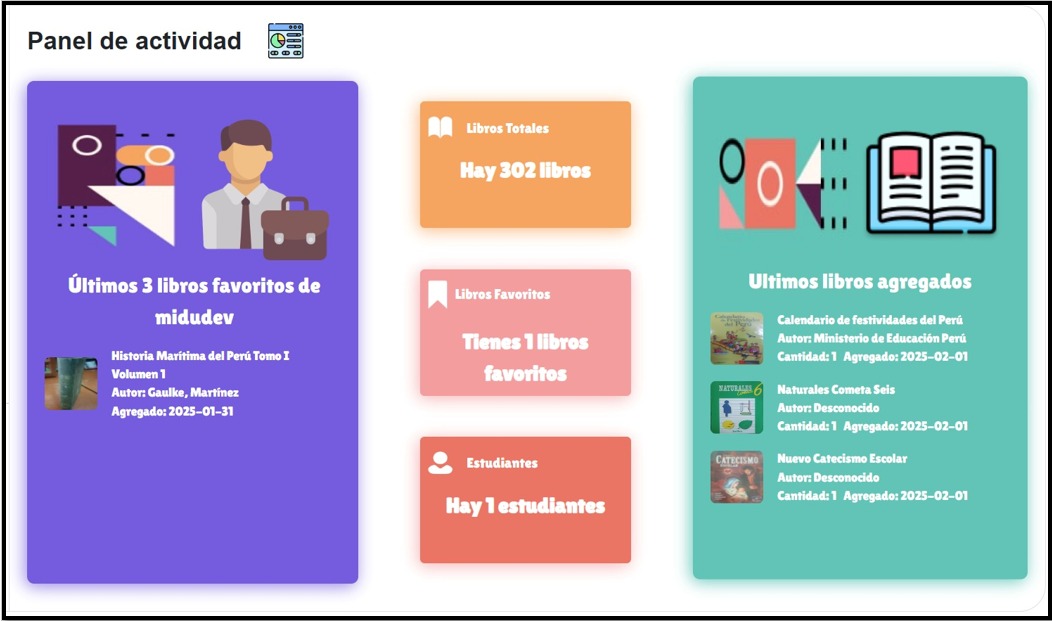 Panel de actividad
Últimos 3 libros favoritos de
midudev
Historia Marítima del Perú Tomo I
Volumen 1
Autor: Gaulke, Martínez
Agregado: 2025-01-31
Libros Totales
Hay 302 libros
Libros Favoritos
Tienes 1 libros
favoritos
Estudiantes
Hay 1 estudiantes
Ultimos libros agregados
Calendario de festividades del Perú
Autor: Ministerio de Educación Perú
Cantidad: 1 Agregado: 2025-02-01
NATURALES
6
Naturales Cometa Seis
Autor: Desconocido
Cantidad: 1 Agregado: 2025-02-01
CATECISMO
Nuevo Catecismo Escolar
Autor: Desconocido
Cantidad: 1 Agregado: 2025-02-01